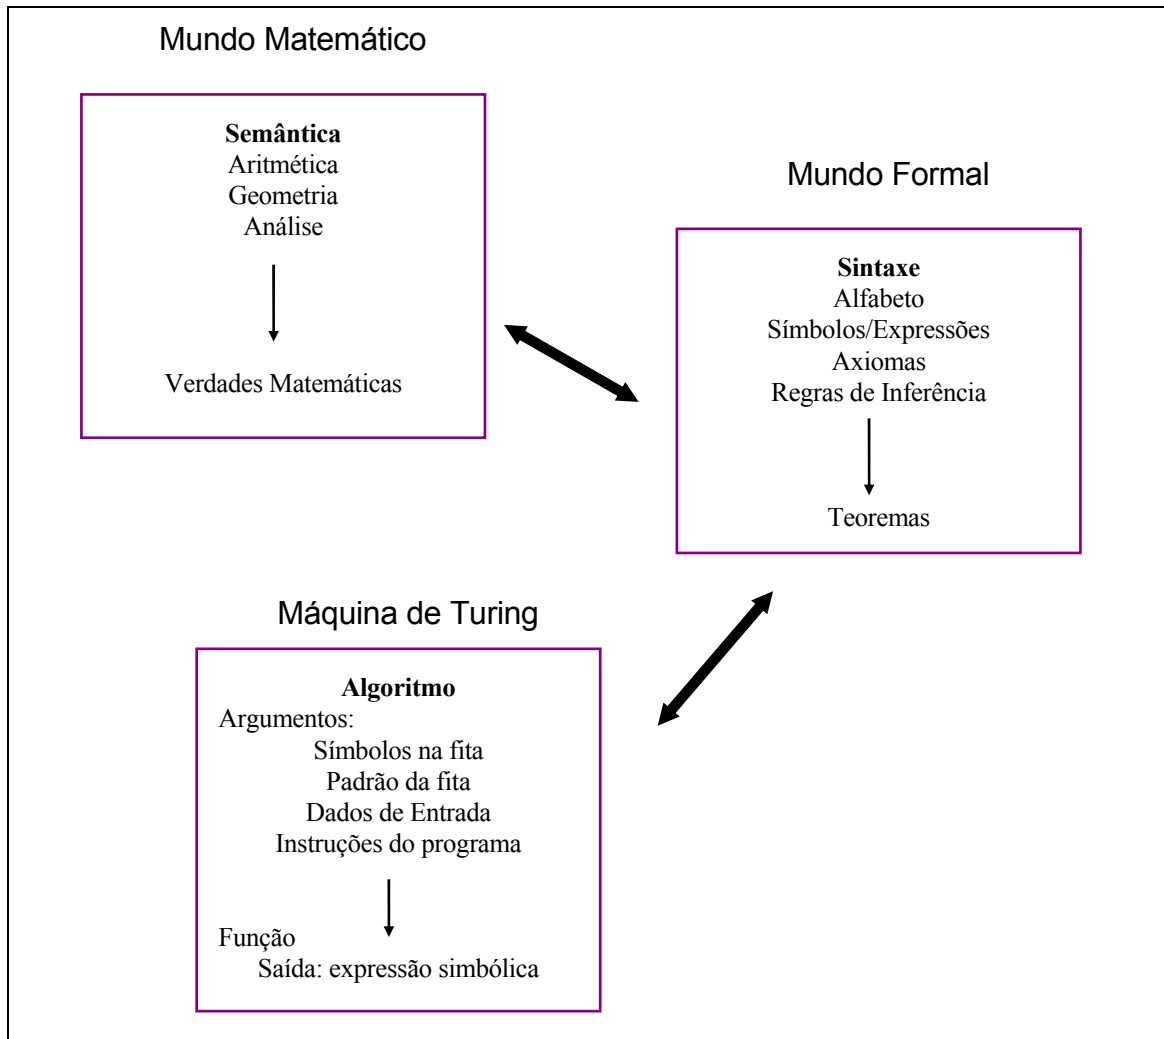 Mundo Matemático
Semântica
Aritmética
Geometria
Análise
Verdades Matemáticas
Mundo Formal
Sintaxe
Alfabeto
Símbolos/Expressões
Axiomas
Regras de Inferência
Teoremas
Máquina de Turing
Algoritmo
Argumentos:
Símbolos na fita
Padrão da fita
Dados de Entrada
Instruções do programa
Função
Saída: expressão simbólica